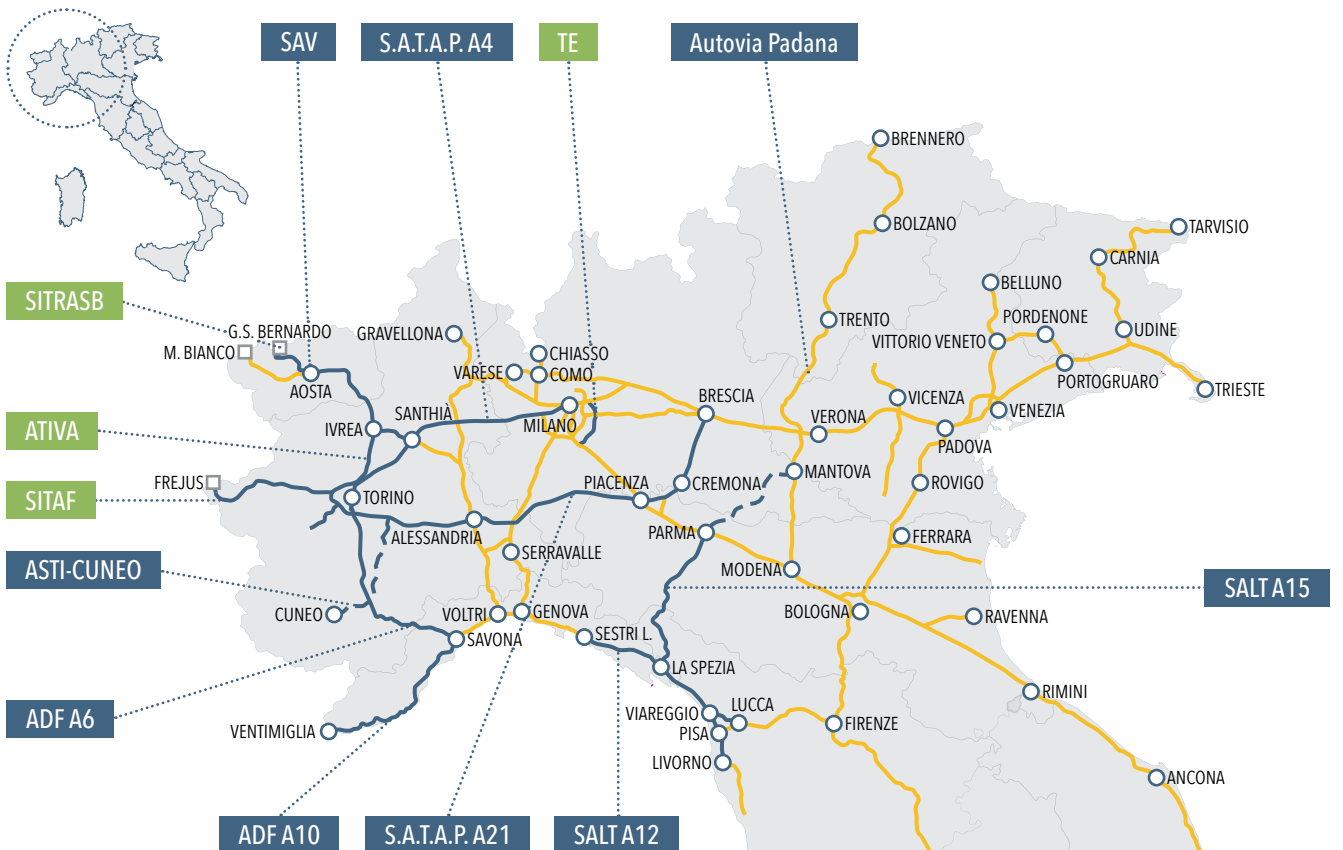 SAV
S.A.T.A.P. A4
TE
Autovia Padana
BRENNERO
BOLZANO
TARVISIO
CARNIA
BELLUNO
SITRASB
G.S. BERNARDO
GRAVELLONA
TRENTO
PORDENONE
UDINE
M. BIANCO
VITTORIO VENETO
CHIASSO
VARESE
COMO
PORTOGRUARO
AOSTA
BRESCIA
VICENZA
TRIESTE
SANTHIÀ
VERONA
VENEZIA
ATIVA
IVREA
MILANO
PADOVA
FREJUS
PIACENZA
CREMONA
MANTOVA
ROVIGO
SITAF
TORINO
ALESSANDRIA
PARMA
FERRARA
SERRAVALLE
ASTI-CUNEO
MODENA
SALT A15
CUNEO
VOLTRI
GENOVA
BOLOGNA
RAVENNA
SAVONA
SESTRI L.
LA SPEZIA
RIMINI
ADF A6
VIAREGGIO
LUCCA
VENTIMIGLIA
PISA
FIRENZE
LIVORNO
ANCONA
ADF A10
S.A.T.A.P. A21
SALT A12